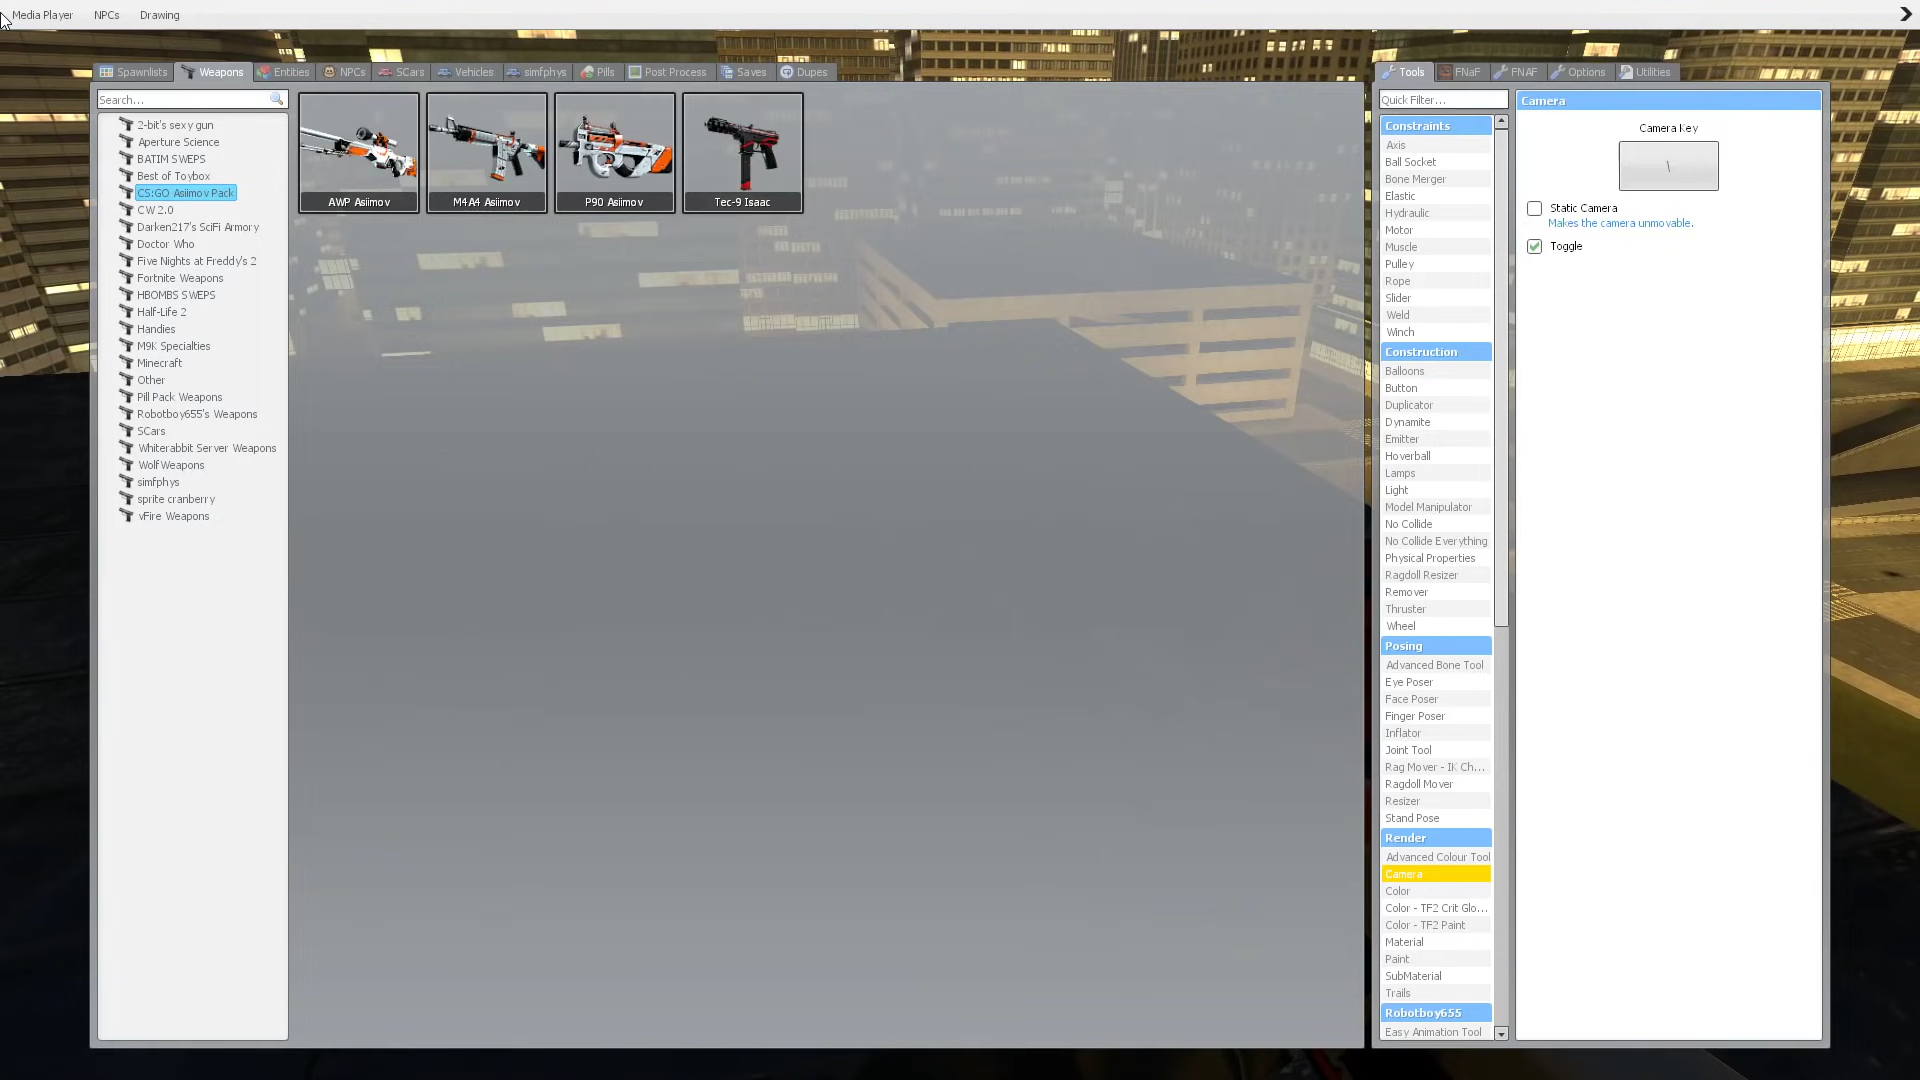 Media Player NPCs Drawing
Spawnlists Weapons Entities NPCs SCars Vehicles simfphys Pills Post Process Saves Dupes
Search...
2-bit's sexy gun
Aperture Science
BATIM SWEPS
Best of Toybox
CS:GO Asiimov Pack
CW 2.0
Darken217's SciFi Armory
Doctor Who
Five Nights at Freddy's 2
Fortnite Weapons
HBOMBS SWEPS
Half-Life 2
Handies
M9K Specialties
Minecraft
Other
Pill Pack Weapons
Robotboy655's Weapons
SCars
Whiterabbit Server Weapons
Wolf Weapons
simfphys
sprite cranberry
vFire Weapons
AWP Asiimov
M4A4 Asiimov
P90 Asiimov
Tec-9 Isaac
Tools FNaF FNAF Options Utilities
Quick Filter...
Constraints
Axis
Ball Socket
Bone Merger
Elastic
Hydraulic
Motor
Muscle
Pulley
Rope
Slider
Weld
Winch
Construction
Balloons
Button
Duplicator
Dynamite
Emitter
Hoverball
Lamps
Light
Model Manipulator
No Collide
No Collide Everything
Physical Properties
Ragdoll Resizer
Remover
Thruster
Wheel
Posing
Advanced Bone Tool
Eye Poser
Face Poser
Finger Poser
Inflator
Joint Tool
Rag Mover - IK Ch...
Ragdoll Mover
Resizer
Stand Pose
Render
Advanced Colour Tool
Camera
Color
Color - TF2 Crit Glo...
Color - TF2 Paint
Material
Paint
SubMaterial
Trails
Robotboy655
Easy Animation Tool
Camera
Camera Key
\
Static Camera
Makes the camera unmovable.
Toggle